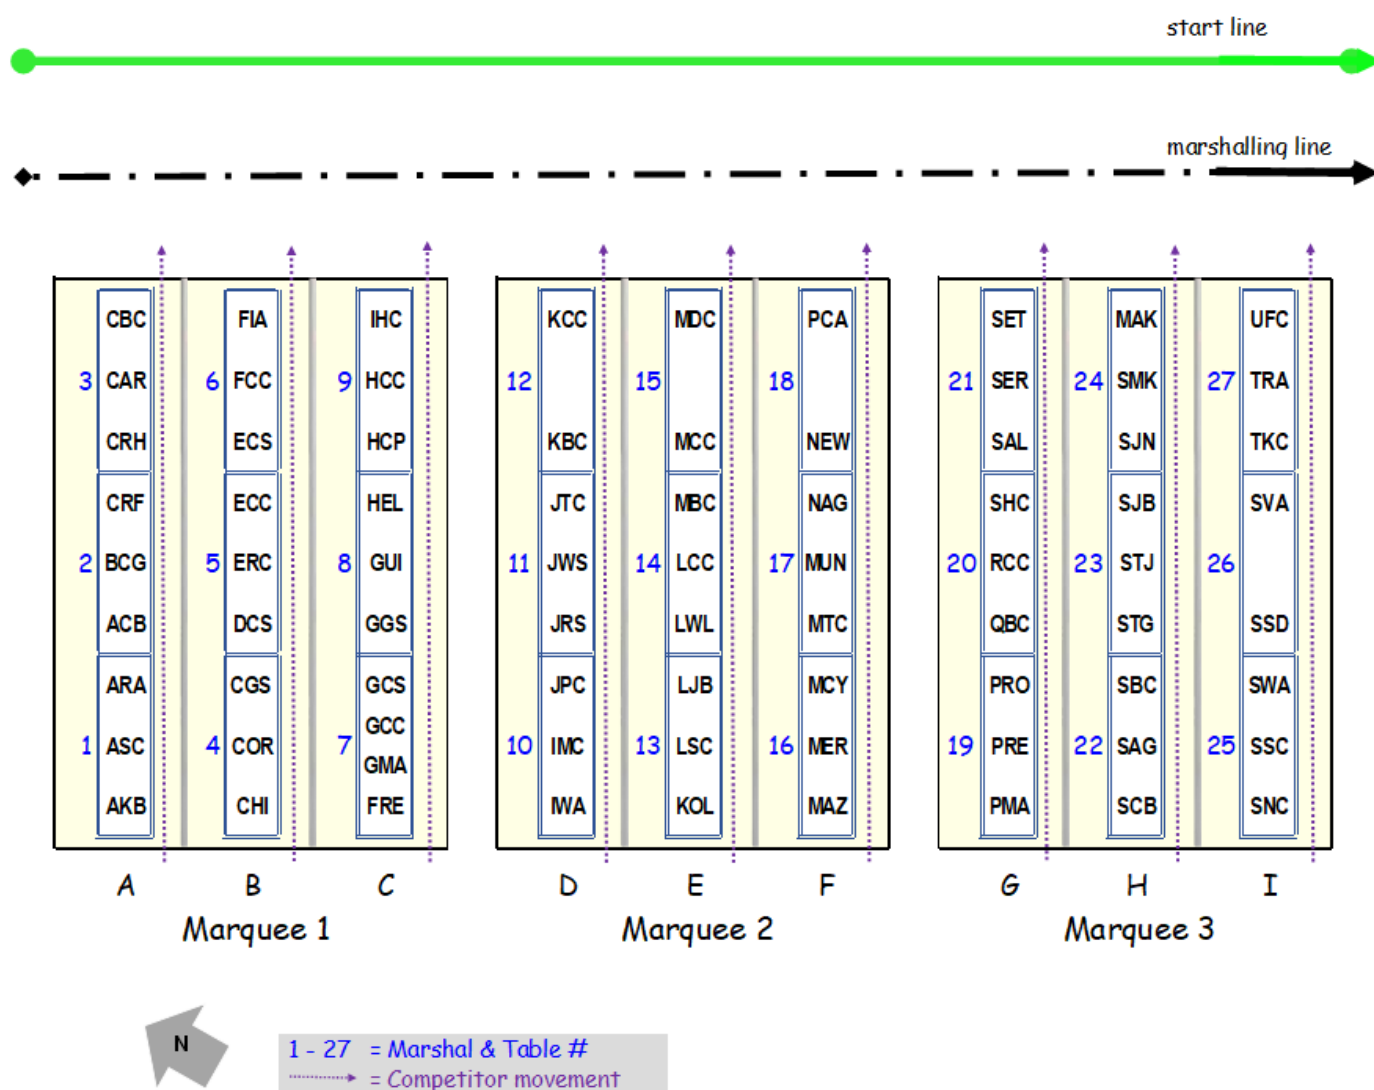 start line
marshalling line
CBC FIA IHC KCC MDC PCA SET MAK UFC
3 CAR 6 FCC 9 HCC 12 15 18 21 SER 24 SMK 27 TRA
CRH ECS HCP KBC MCC NEW SAL SJN TKC
CRF ECC HEL JTC MBC NAG SHC SJB SVA
2 BCG 5 ERC 8 GUI 11 JWS 14 LCC 17 MUN 20 RCC 23 STJ 26
ACB DCS GGS JRS LWL MTC QBC STG SSD
ARA CGS GCS JPC LJB MCY PRO SBC SWA
GCC
1 ASC 4 COR 7 10 IMC 13 LSC 16 MER 19 PRE 22 SAG 25 SSC
GMA
AKB CHI FRE IWA KOL MAZ PMA SCB SNC
A B C D E F G H I
Marquee 1 Marquee 2 Marquee 3
N
1 - 27 = Marshal & Table #
= Competitor movement